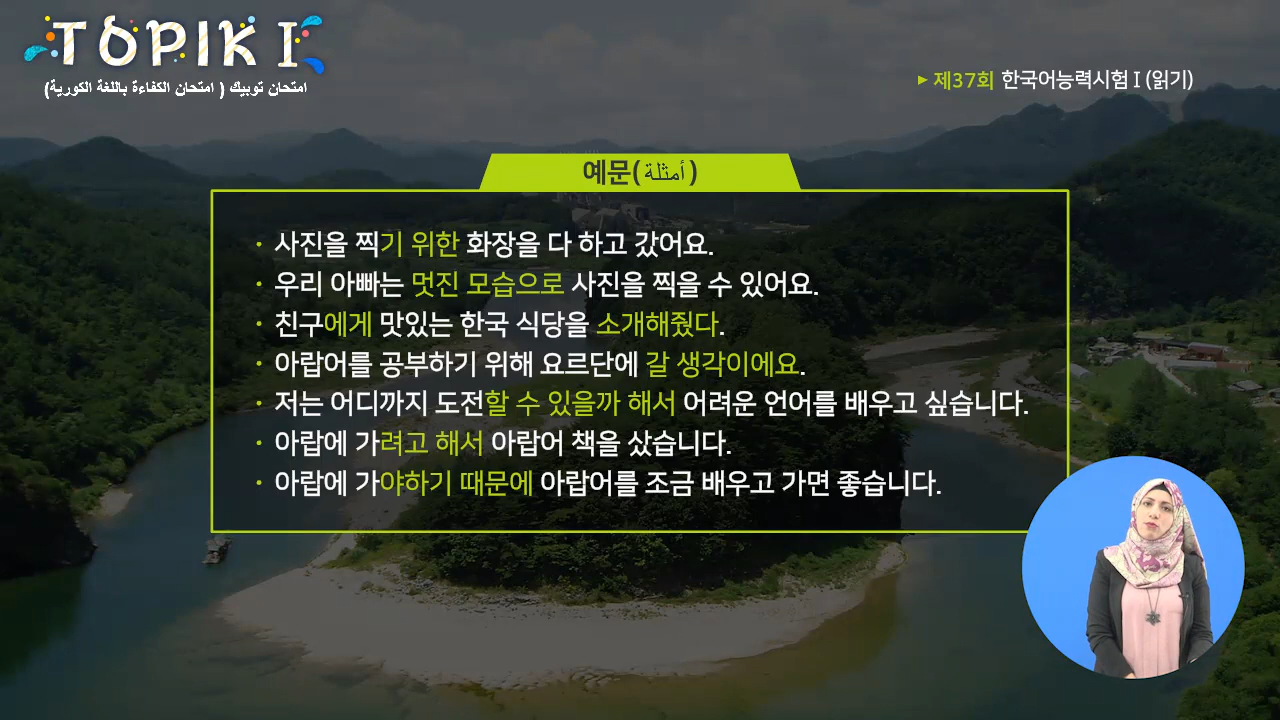 TOPIK I
امتحان توبيك ( امتحان الكفاءة باللغة الكورية)
▸ 제37회 한국어능력시험 I (읽기)
예문(أمثلة)
· 사진을 찍기 위한 화장을 다 하고 갔어요.
· 우리 아빠는 멋진 모습으로 사진을 찍을 수 있어요.
· 친구에게 맛있는 한국 식당을 소개해줬다.
· 아랍어를 공부하기 위해 요르단에 갈 생각이에요.
· 저는 어디까지 도전할 수 있을까 해서 어려운 언어를 배우고 싶습니다.
· 아랍에 가려고 해서 아랍어 책을 샀습니다.
· 아랍에 가야하기 때문에 아랍어를 조금 배우고 가면 좋습니다.